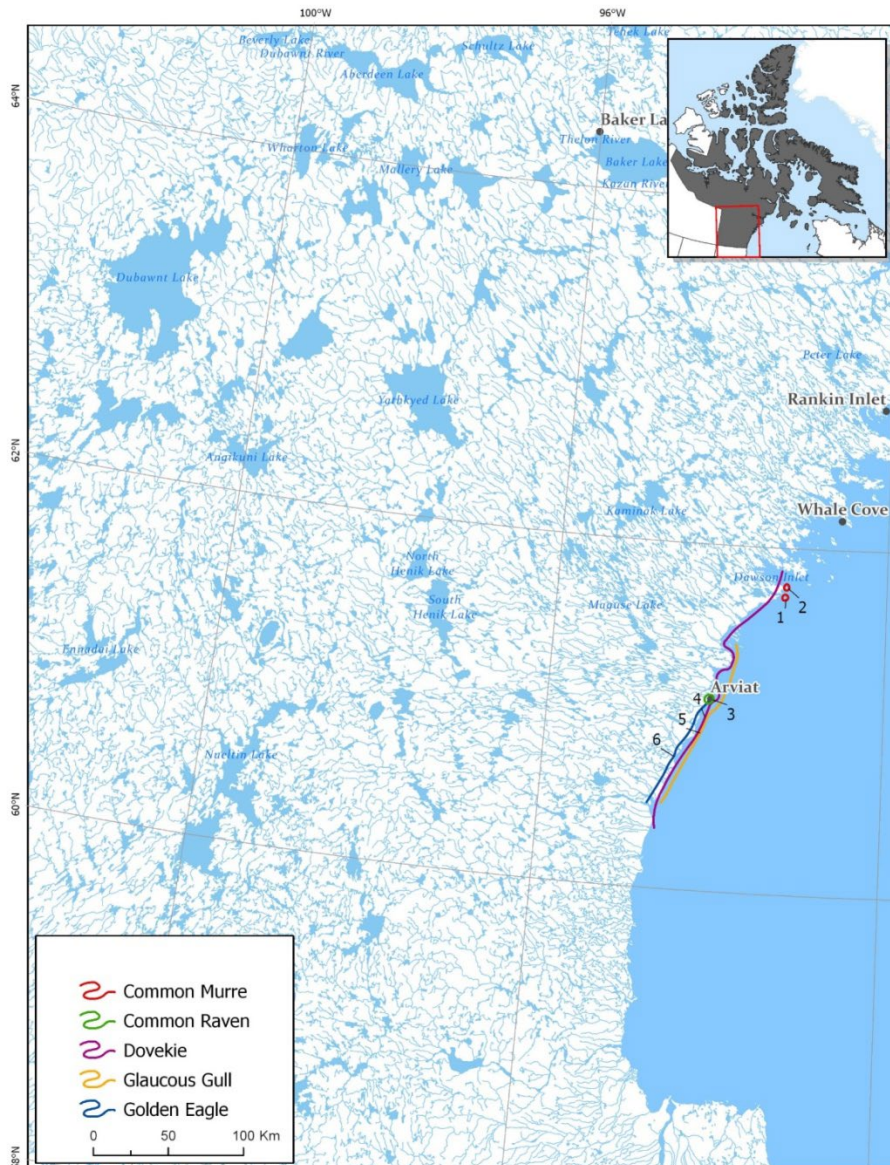 100°W
96°W
Beverly Lake
Dubawnt River
Schultz Lake
Tehek Lake
Aberdeen Lake
64°N
Baker La
Thelon River
Wharton Lake
Mallery Lake
Baker Lake
Kazan River
Dubawnt Lake
Peter Lake
Yathkyed Lake
Rankin Inlet
62°N
Angikuni Lake
Kaminak Lake
Whale Cove
North
Henik Lake
Dawson Inlet
South
Henik Lake
Maguse Lake
1
2
Ennadai Lake
Arviat
4
3
5
6
Nueltin Lake
60°N
Common Murre
Common Raven
Dovekie
Glaucous Gull
Golden Eagle
0 50 100 Km